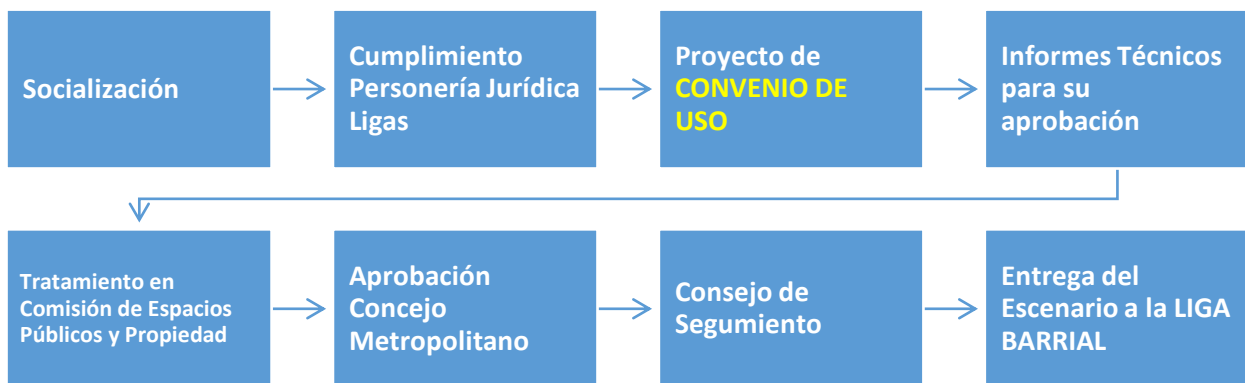 Socialización
Cumplimiento
Personería Jurídica
Ligas
Proyecto de
CONVENIO DE
USO
Informes Técnicos
para su
aprobación
Tratamiento en
Comisión de Espacios
Públicos y Propiedad
Aprobación
Concejo
Metropolitano
Consejo de
Segumiento
Entrega del
Escenario a la LIGA
BARRIAL